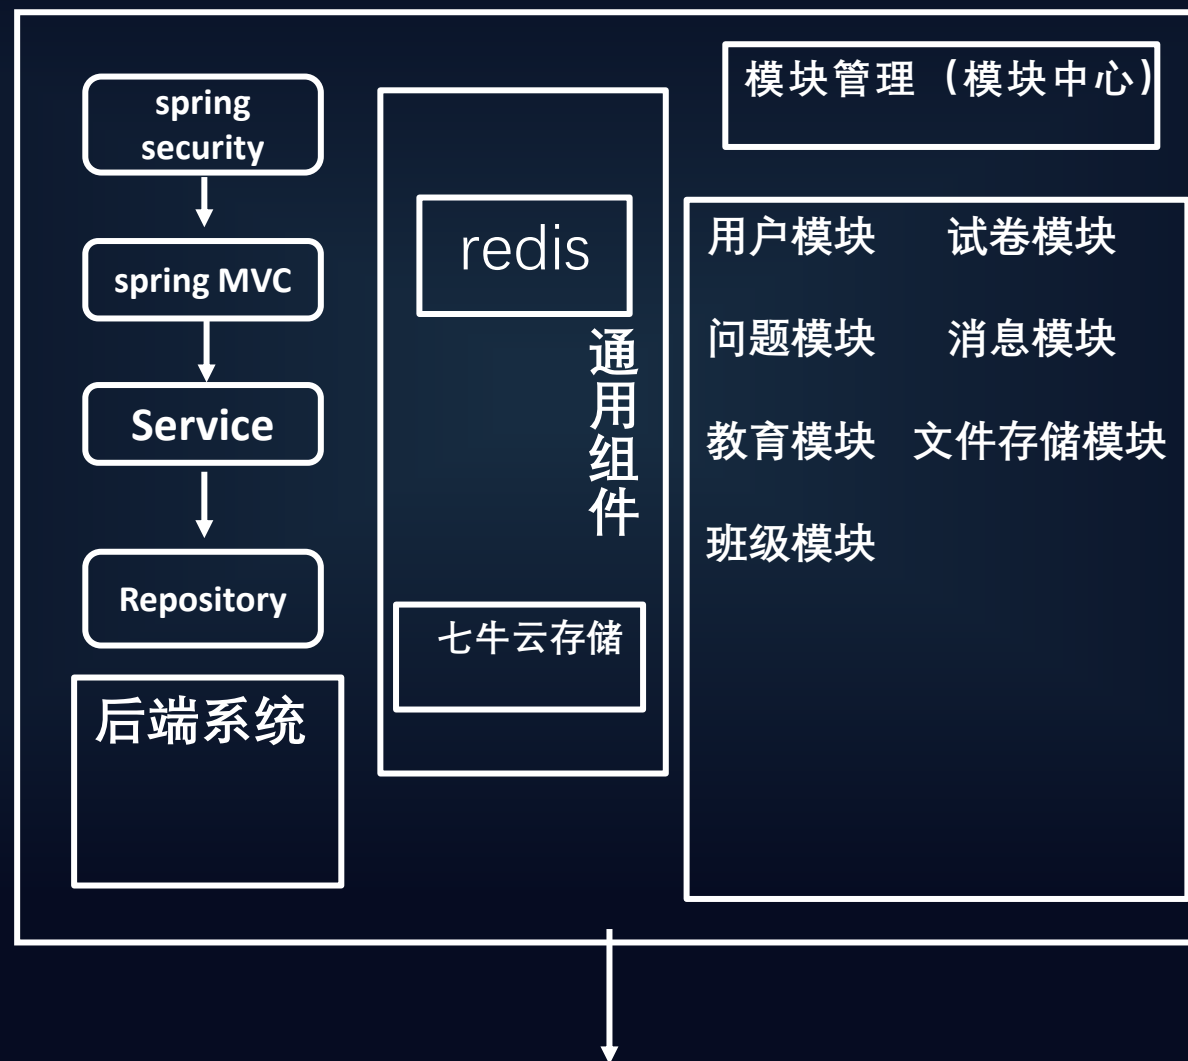 spring
security
spring MVC
Service
Repository
后端系统
redis
通用组件
七牛云存储
模块管理（模块中心）
用户模块 试卷模块
问题模块 消息模块
教育模块 文件存储模块
班级模块